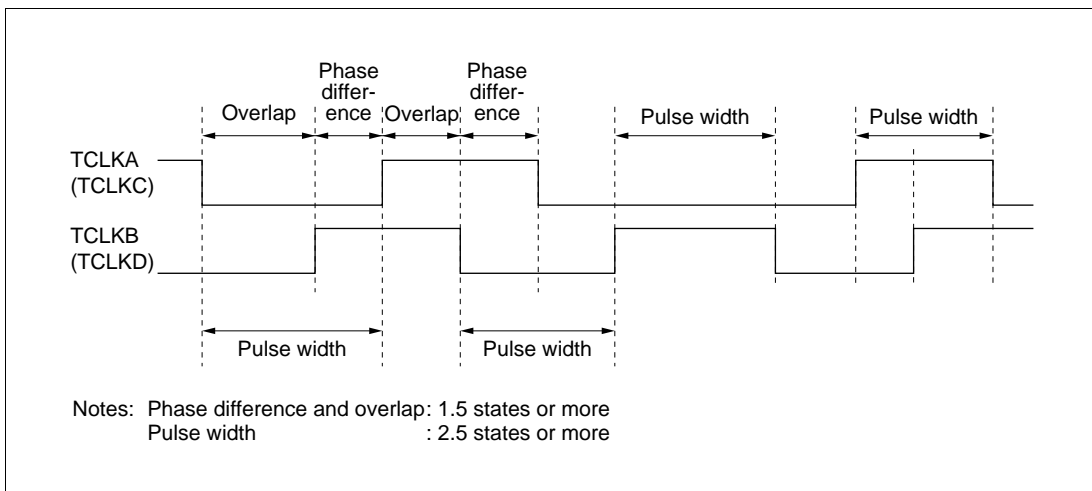 Phase
differ-
ence
Phase
differ-
ence
Overlap
Overlap
Pulse width
Pulse width
TCLKA
(TCLKC)
TCLKB
(TCLKD)
Pulse width
Pulse width
Notes: Phase difference and overlap : 1.5 states or more
Pulse width : 2.5 states or more